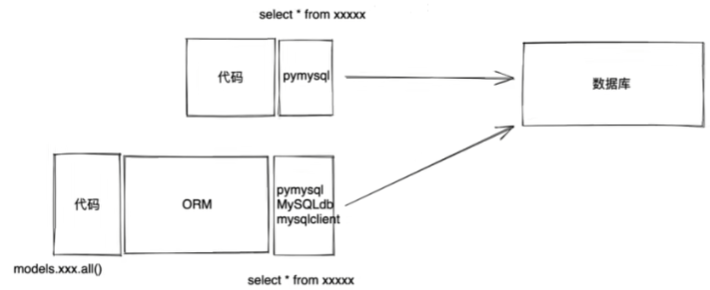 select * from xxxxx
代码
pymysql
数据库
代码
ORM
pymysql
MySQLdb
mysqlclient
models.xxx.all()
select * from xxxxx